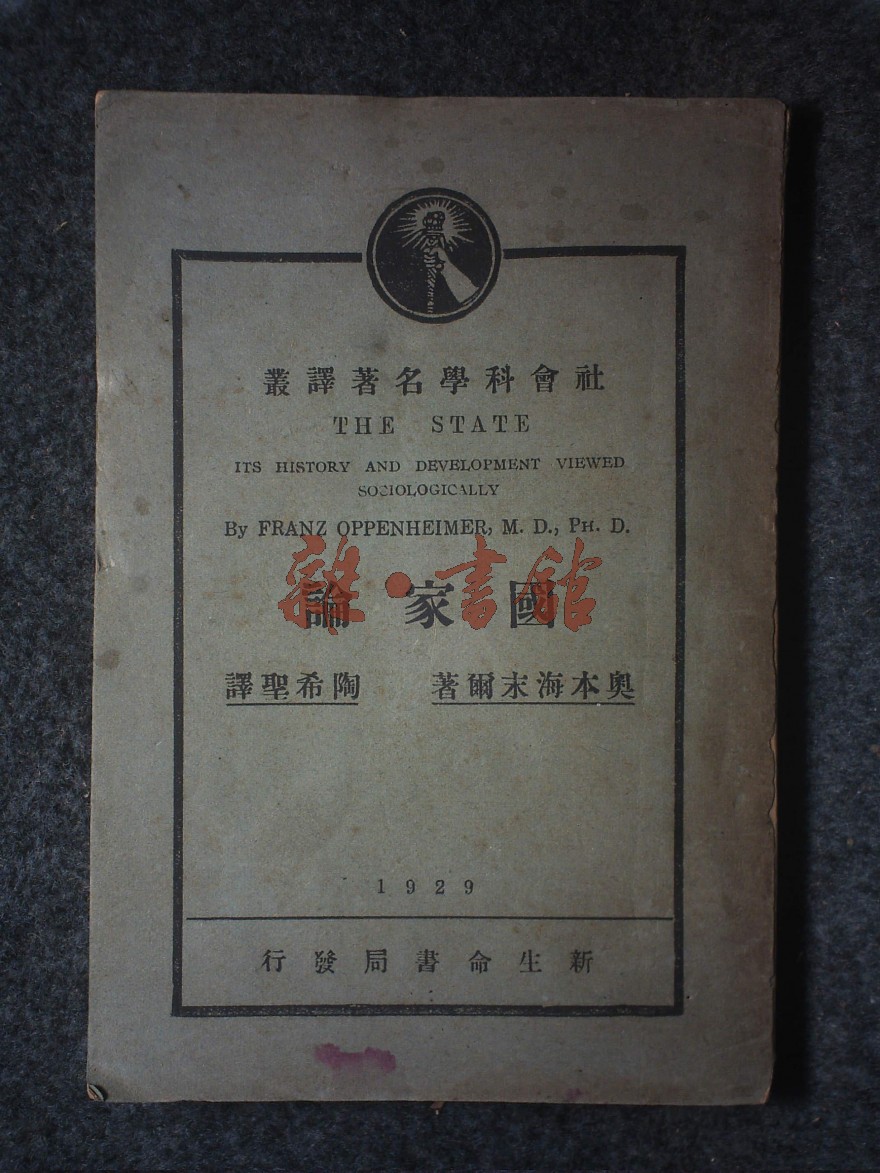 社會科學名著譯叢
THE STATE
ITS HISTORY AND DEVELOPMENT VIEWED
SOCIOLOGICALLY
By FRANZ OPPENHEIMER, M. D., PH. D.
國家論
雜·書館
奧本海末爾著 陶希聖譯
1929
新生命書局發行